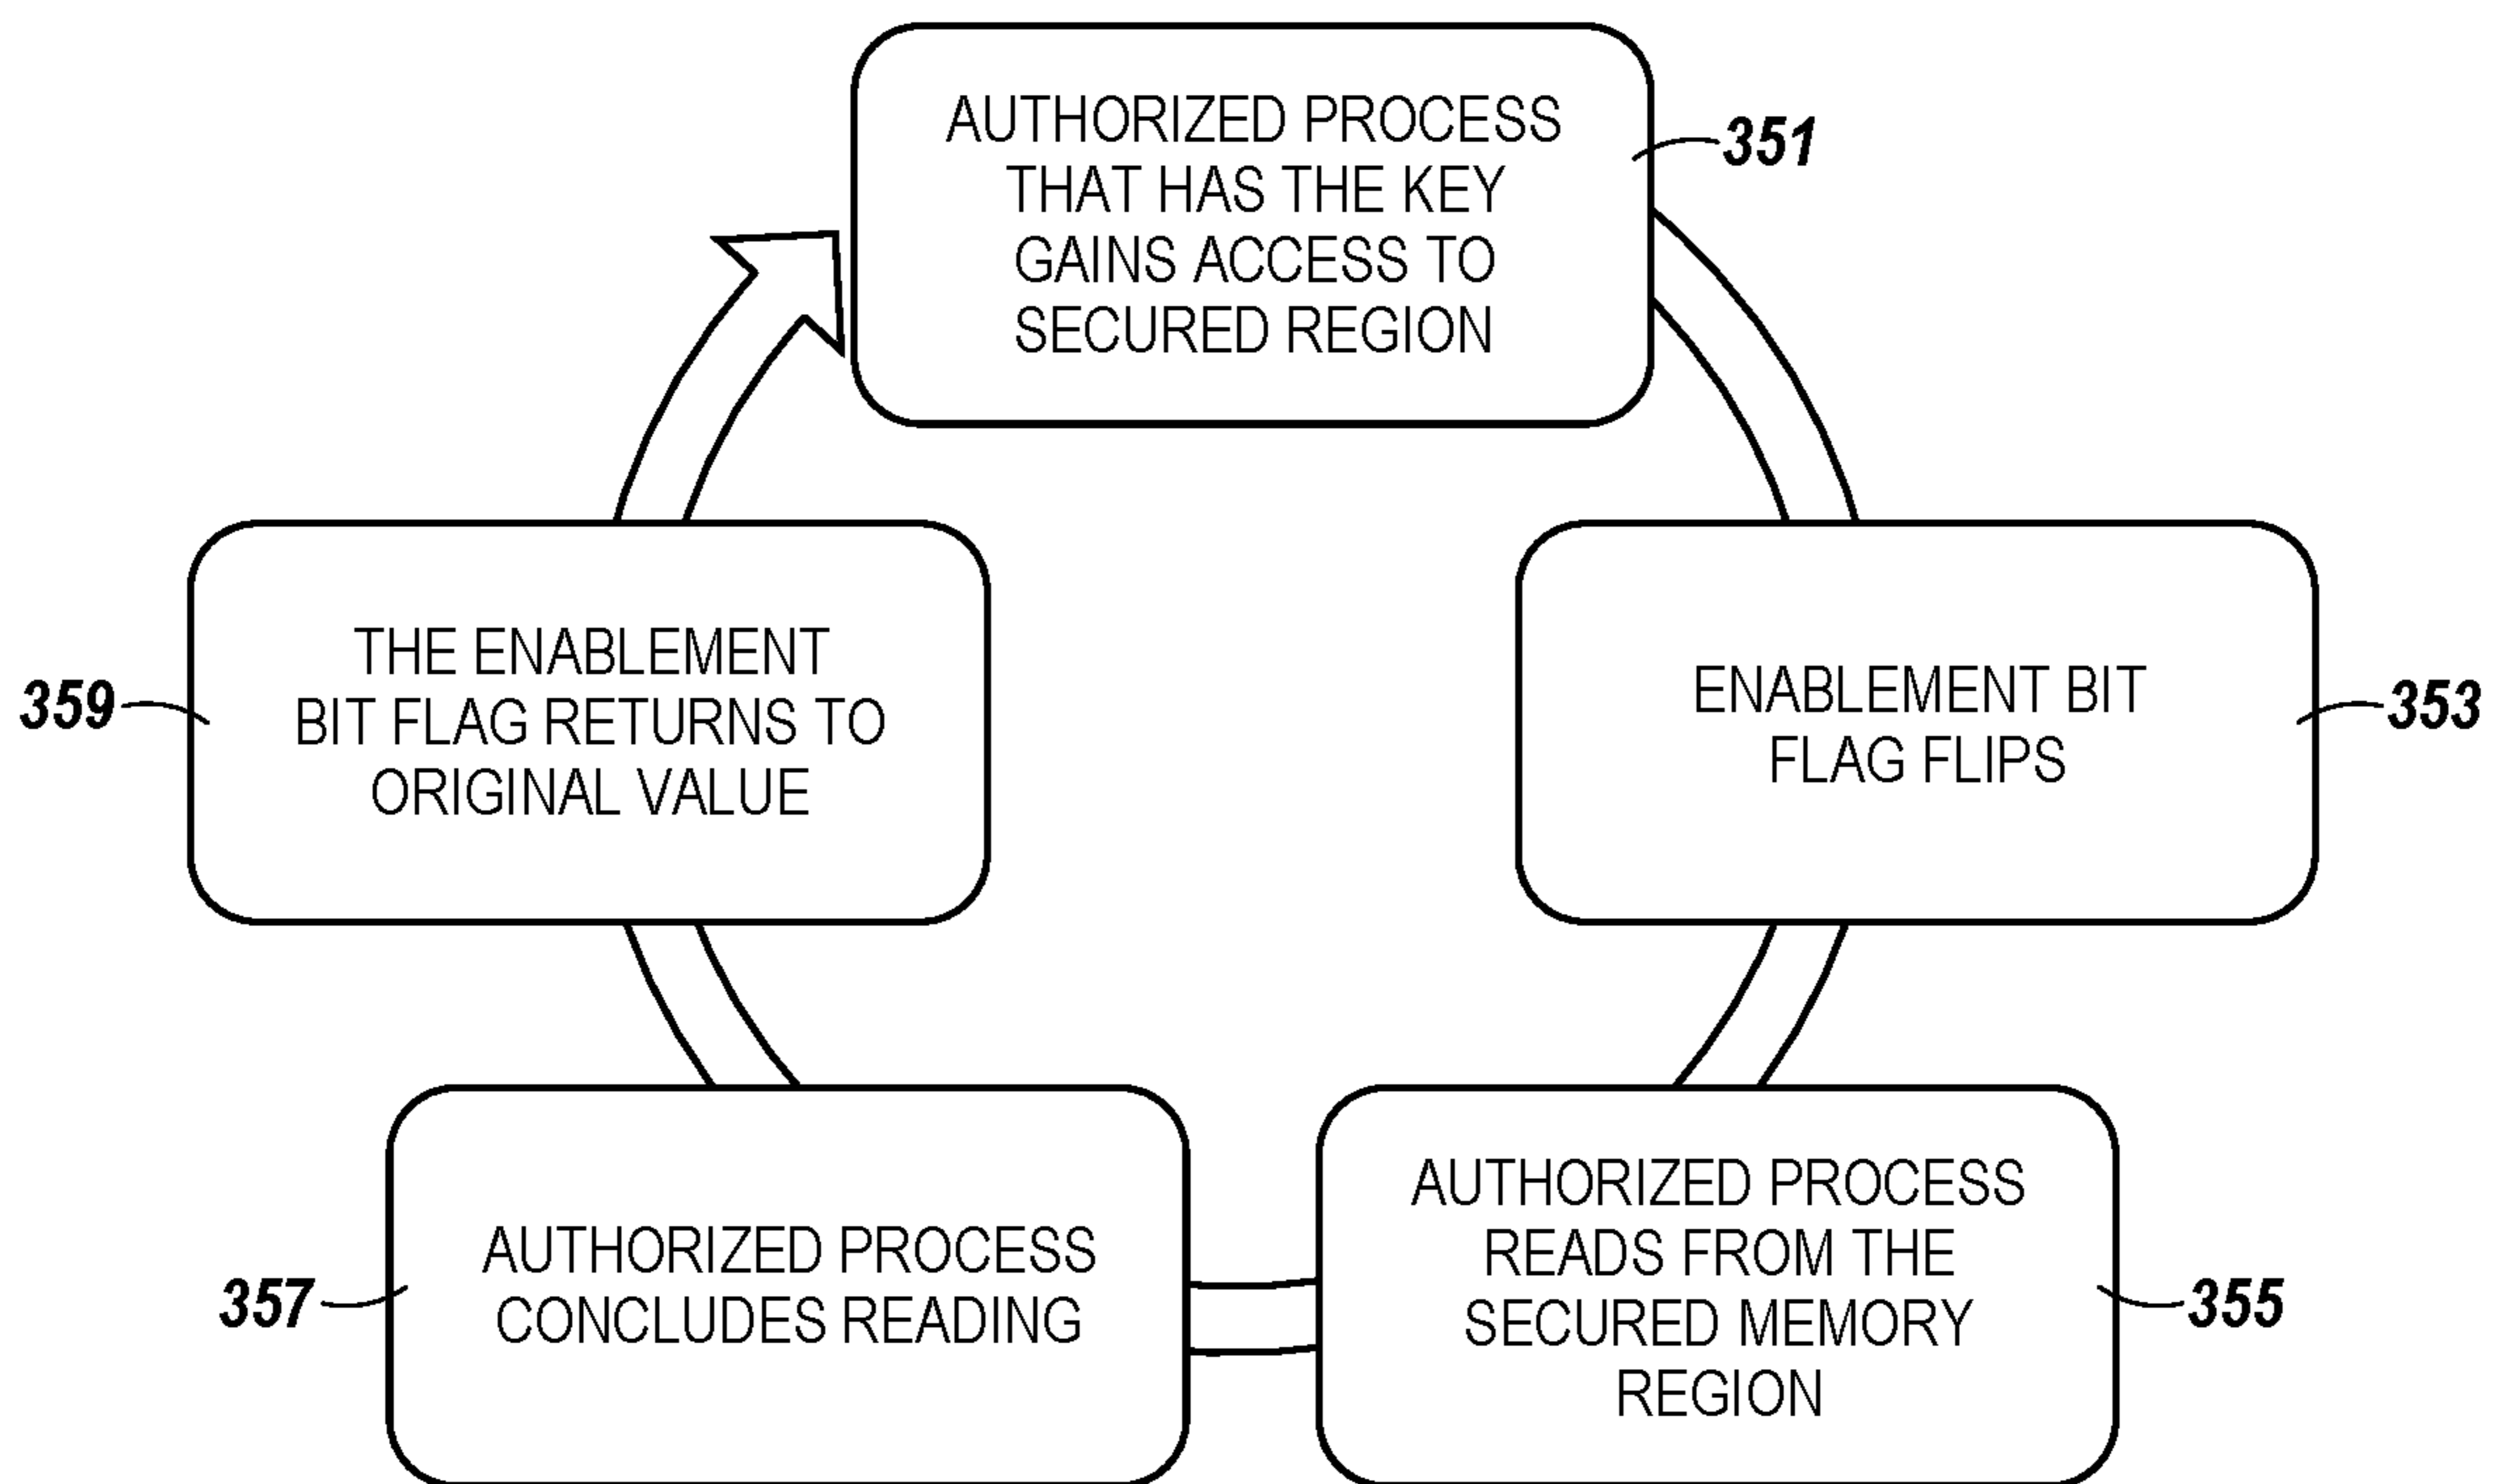 AUTHORIZED PROCESS
THAT HAS THE KEY
GAINS ACCESS TO
SECURED REGION
351
ENABLEMENT BIT
FLAG FLIPS
353
AUTHORIZED PROCESS
READS FROM THE
SECURED MEMORY
REGION
355
AUTHORIZED PROCESS
CONCLUDES READING
357
THE ENABLEMENT
BIT FLAG RETURNS TO
ORIGINAL VALUE
359